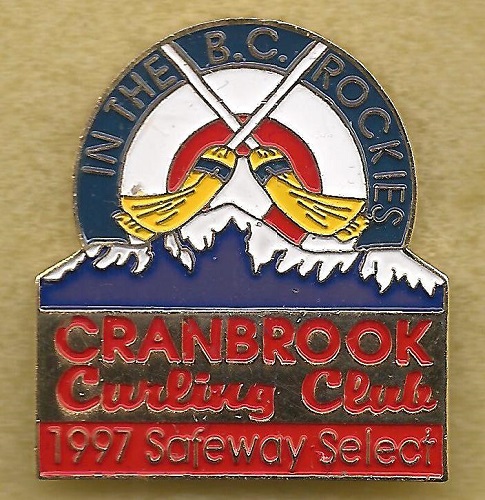 IN THE B.C. ROCKIES
CRANBROOK
Curling Club
1997 Safeway Select